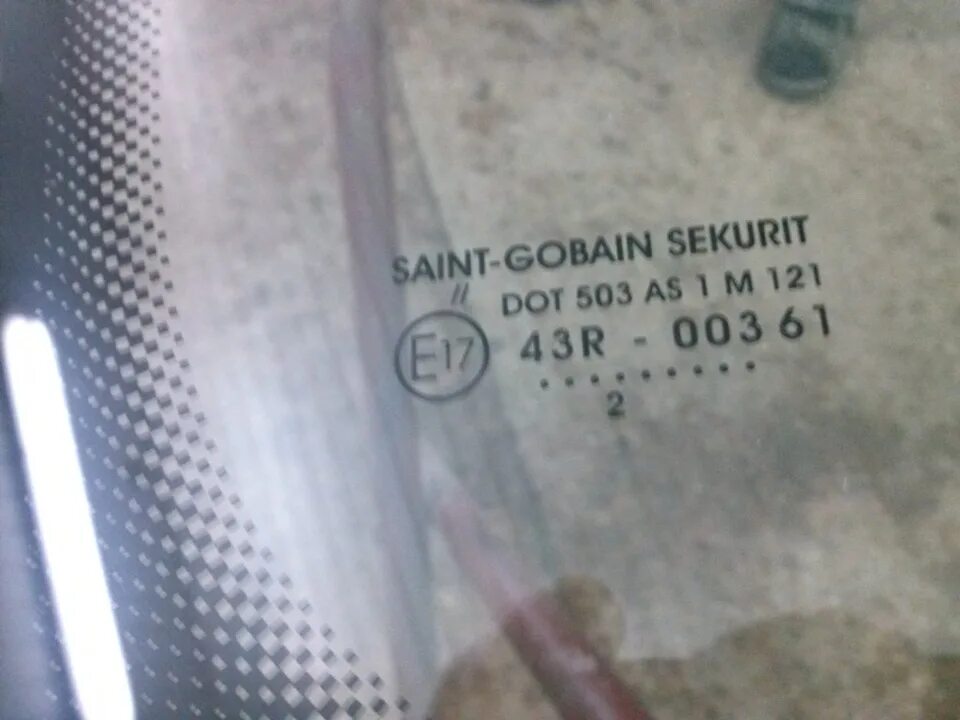 SAINT-GOBAIN SEKURIT
// DOT 503 AS 1 M 121
E17 43R - 00361
. . . . . . . . .
2